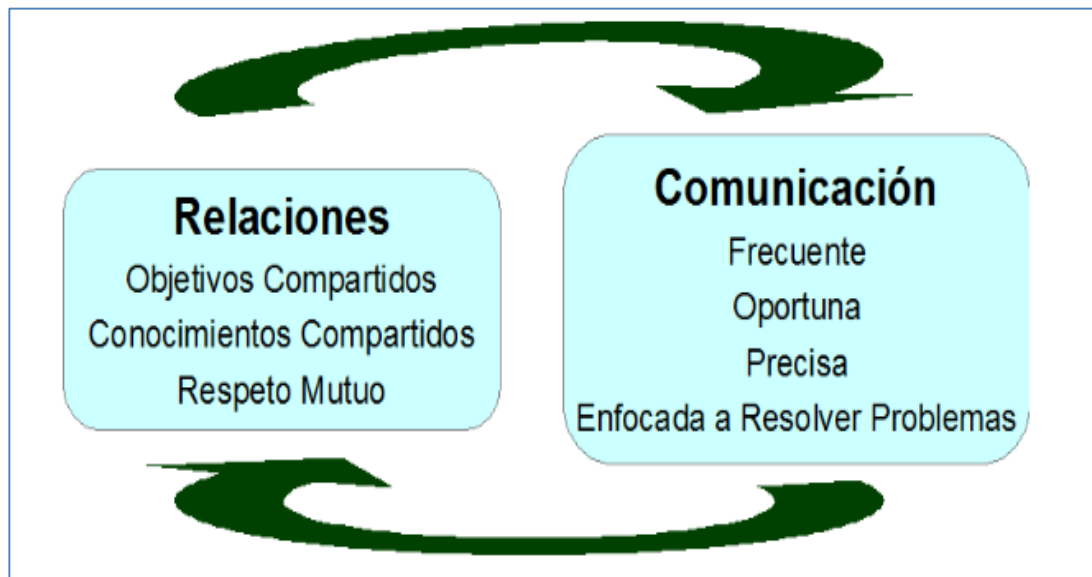 Relaciones
Objetivos Compartidos
Conocimientos Compartidos
Respeto Mutuo
Comunicación
Frecuente
Oportuna
Precisa
Enfocada a Resolver Problemas